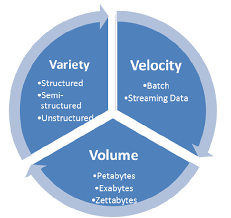 Variety
•Structured
•Semi-
structured
•Unstructured
Velocity
•Batch
•Streaming Data
Volume
•Petabytes
•Exabytes
•Zettabytes